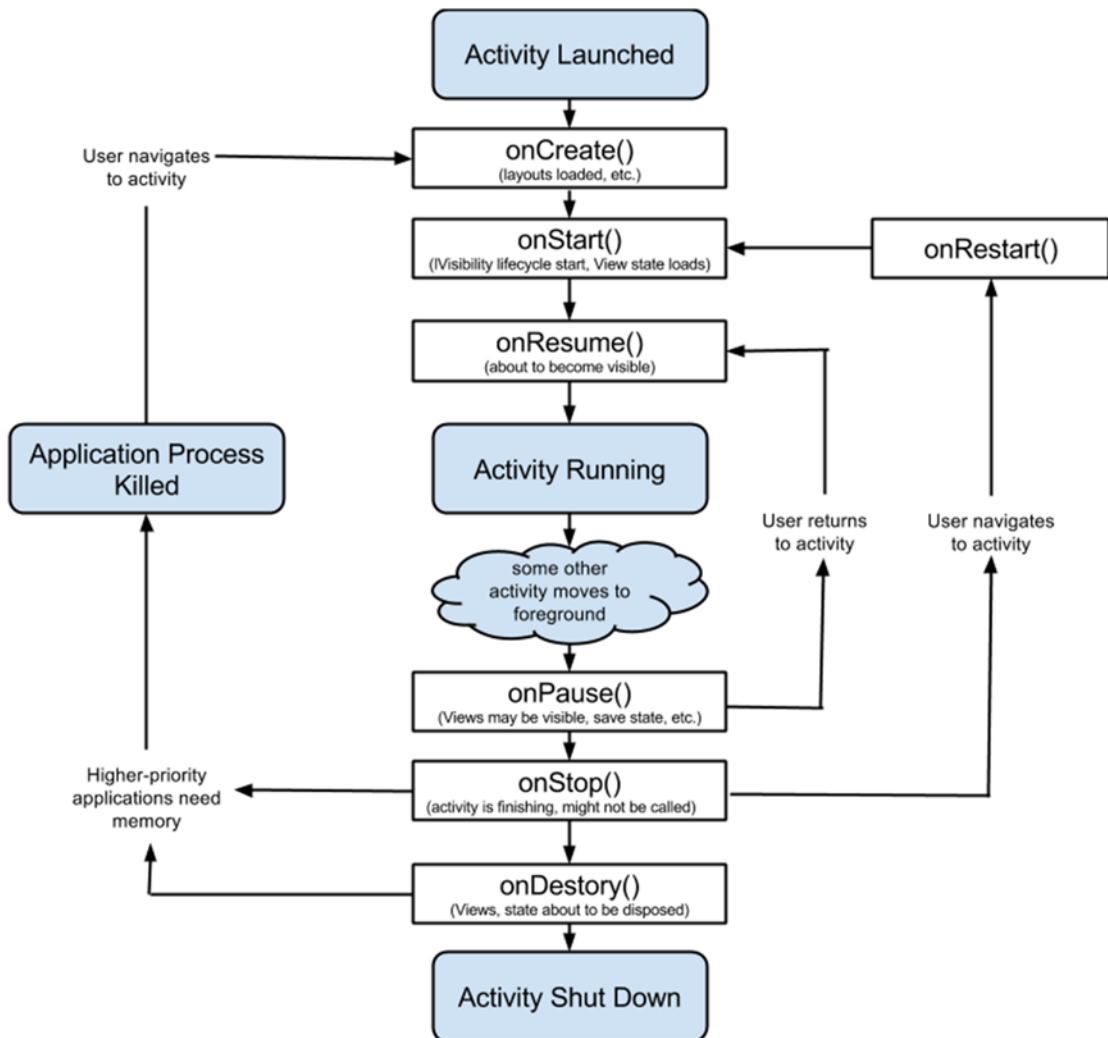 Activity Launched
User navigates
to activity
onCreate()
(layouts loaded, etc.)
onStart()
(lVisibility lifecycle start, View state loads)
onRestart()
onResume()
(about to become visible)
Application Process
Killed
Activity Running
User returns
to activity
User navigates
to activity
some other
activity moves to
foreground
onPause()
(Views may be visible, save state, etc.)
Higher-priority
applications need
memory
onStop()
(activity is finishing, might not be called)
onDestory()
(Views, state about to be disposed)
Activity Shut Down